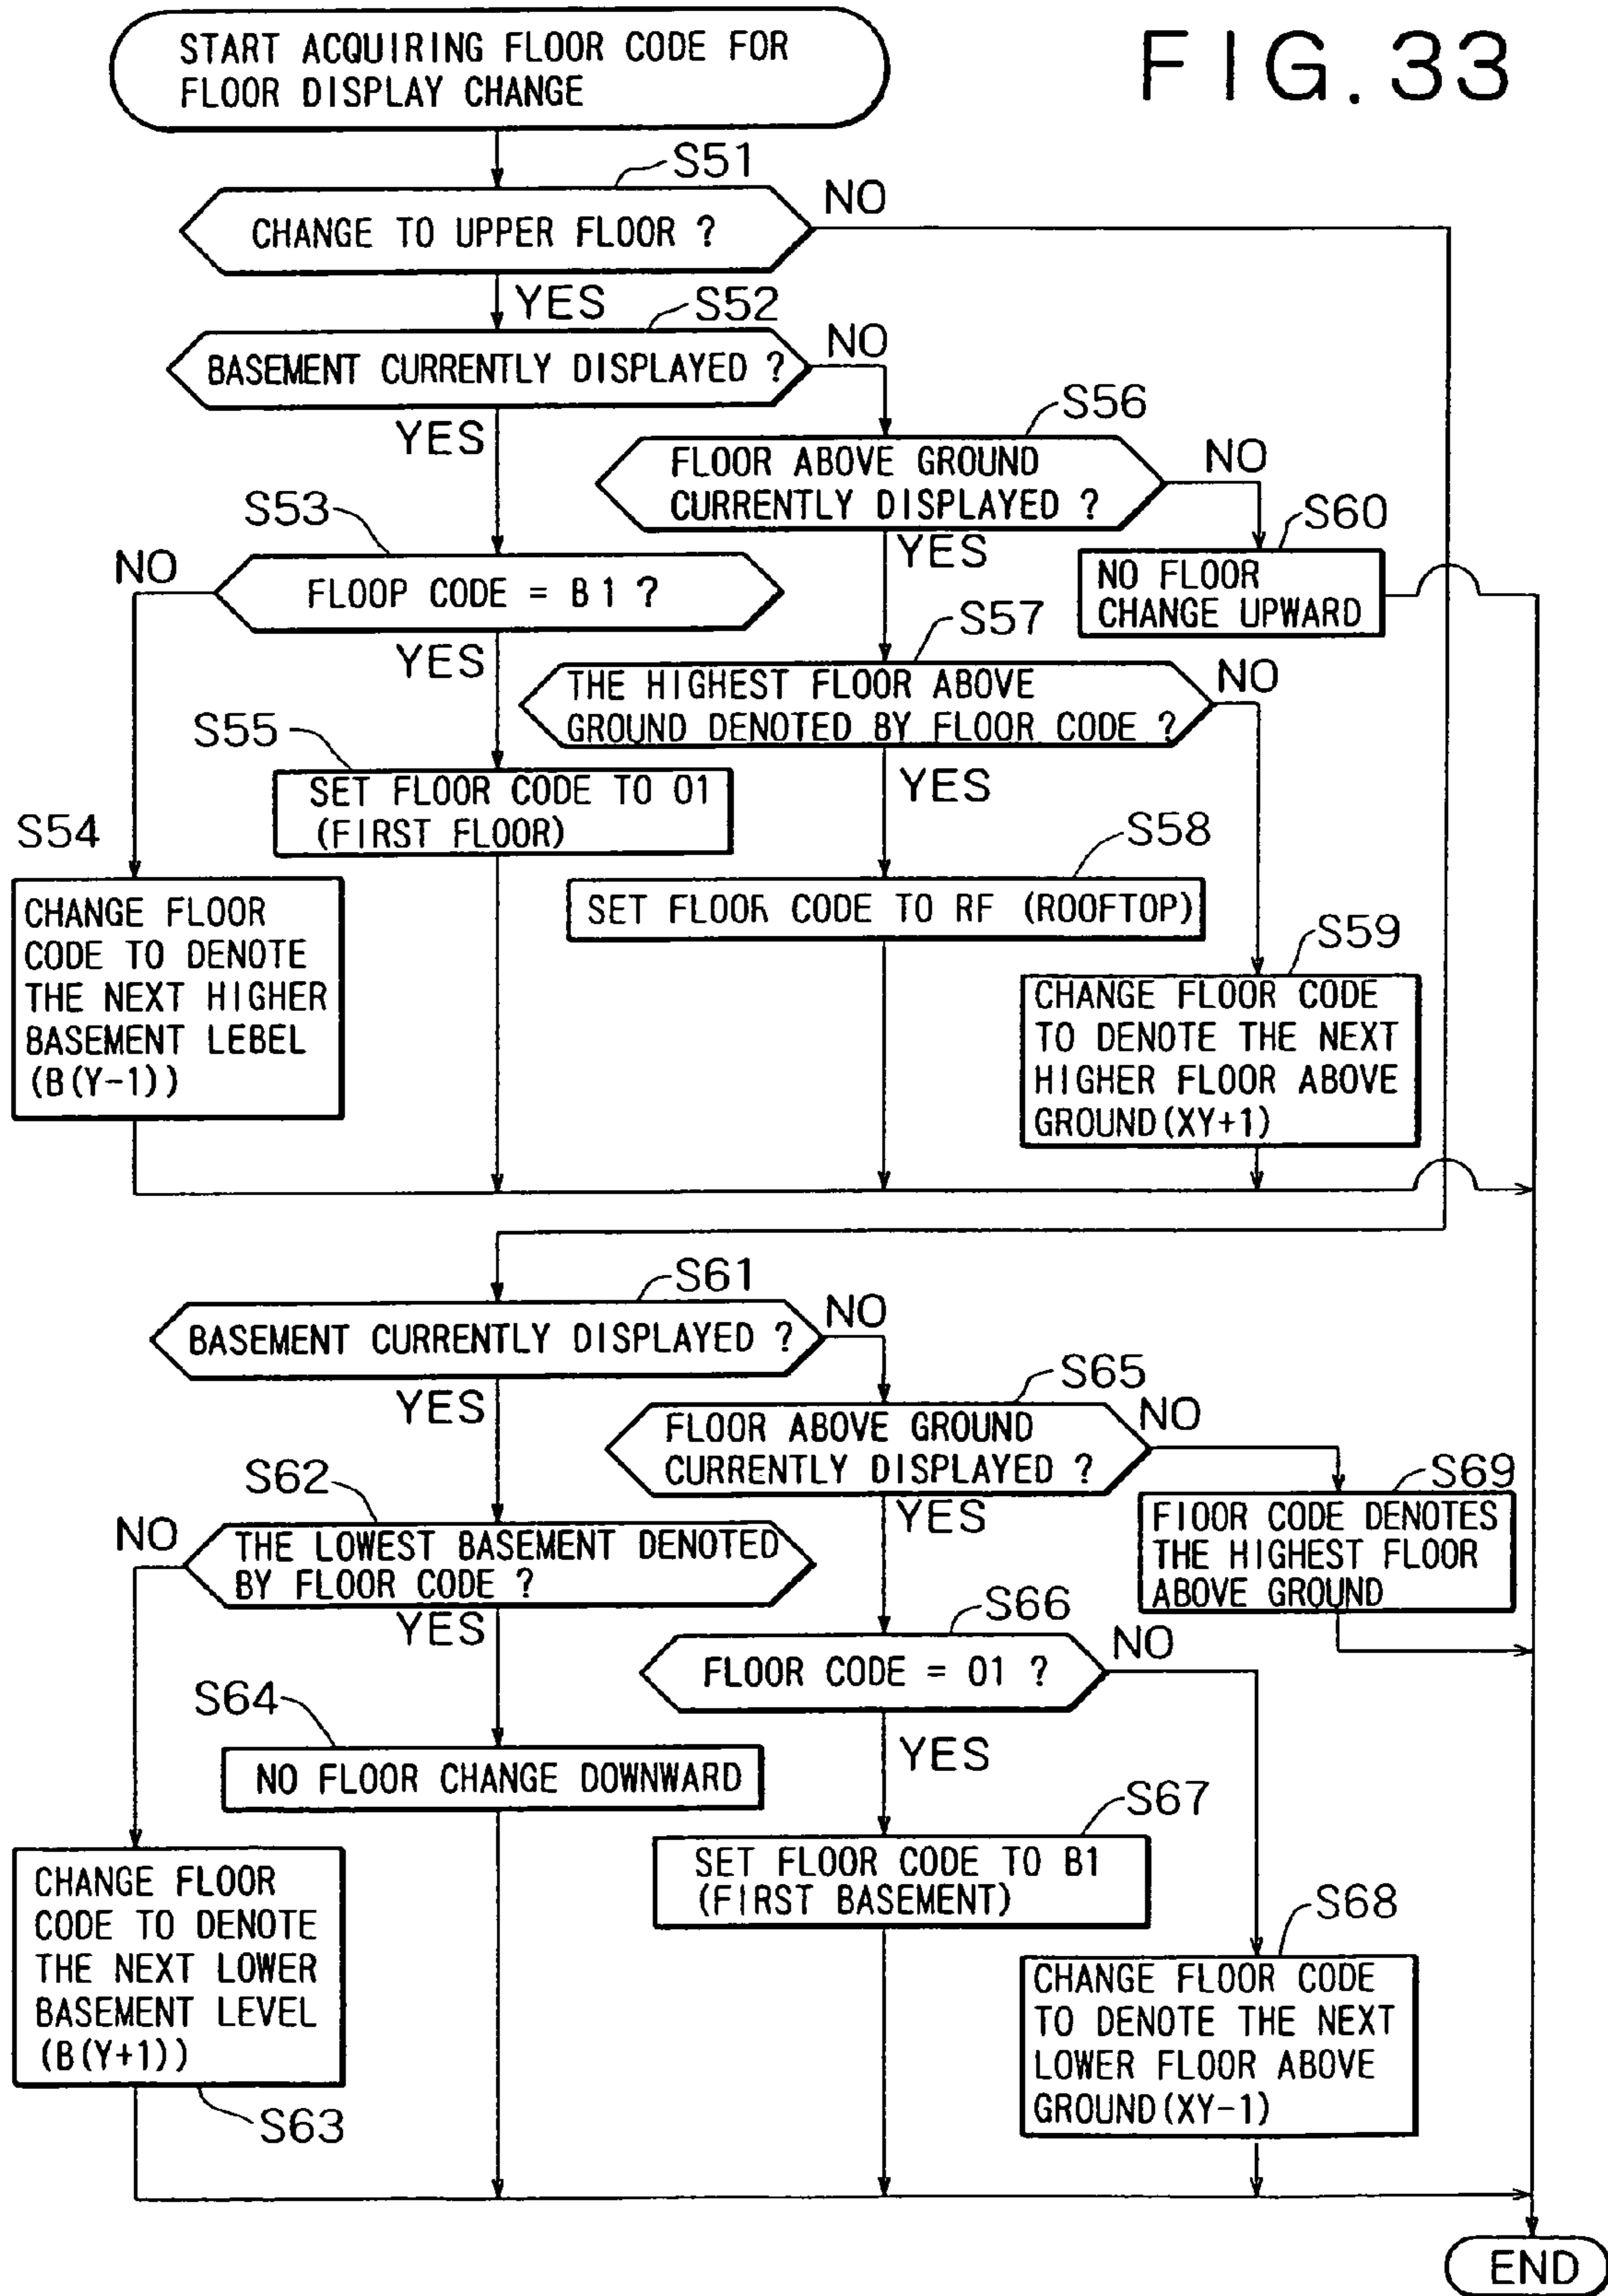 FIG. 33
START ACQUIRING FLOOR CODE FOR
FLOOR DISPLAY CHANGE
S51
CHANGE TO UPPER FLOOR ?
NO
YES
S52
BASEMENT CURRENTLY DISPLAYED ?
NO
YES
S56
FLOOR ABOVE GROUND
CURRENTLY DISPLAYED ?
NO
YES
S60
NO FLOOR
CHANGE UPWARD
S53
NO
FLOOP CODE = B1 ?
YES
S57
THE HIGHEST FLOOR ABOVE
GROUND DENOTED BY FLOOR CODE ?
NO
YES
S55
SET FLOOR CODE TO 01
(FIRST FLOOR)
S54
CHANGE FLOOR
CODE TO DENOTE
THE NEXT HIGHER
BASEMENT LEBEL
(B(Y-1))
S58
SET FLOOR CODE TO RF (ROOFTOP)
S59
CHANGE FLOOR CODE
TO DENOTE THE NEXT
HIGHER FLOOR ABOVE
GROUND(XY+1)
S61
BASEMENT CURRENTLY DISPLAYED ?
NO
YES
S65
FLOOR ABOVE GROUND
CURRENTLY DISPLAYED ?
NO
YES
S69
FIOOR CODE DENOTES
THE HIGHEST FLOOR
ABOVE GROUND
S62
NO
THE LOWEST BASEMENT DENOTED
BY FLOOR CODE ?
YES
S66
FLOOR CODE = 01 ?
NO
YES
S64
NO FLOOR CHANGE DOWNWARD
S67
SET FLOOR CODE TO B1
(FIRST BASEMENT)
CHANGE FLOOR
CODE TO DENOTE
THE NEXT LOWER
BASEMENT LEVEL
(B(Y+1))
S63
S68
CHANGE FLOOR CODE
TO DENOTE THE NEXT
LOWER FLOOR ABOVE
GROUND(XY-1)
END